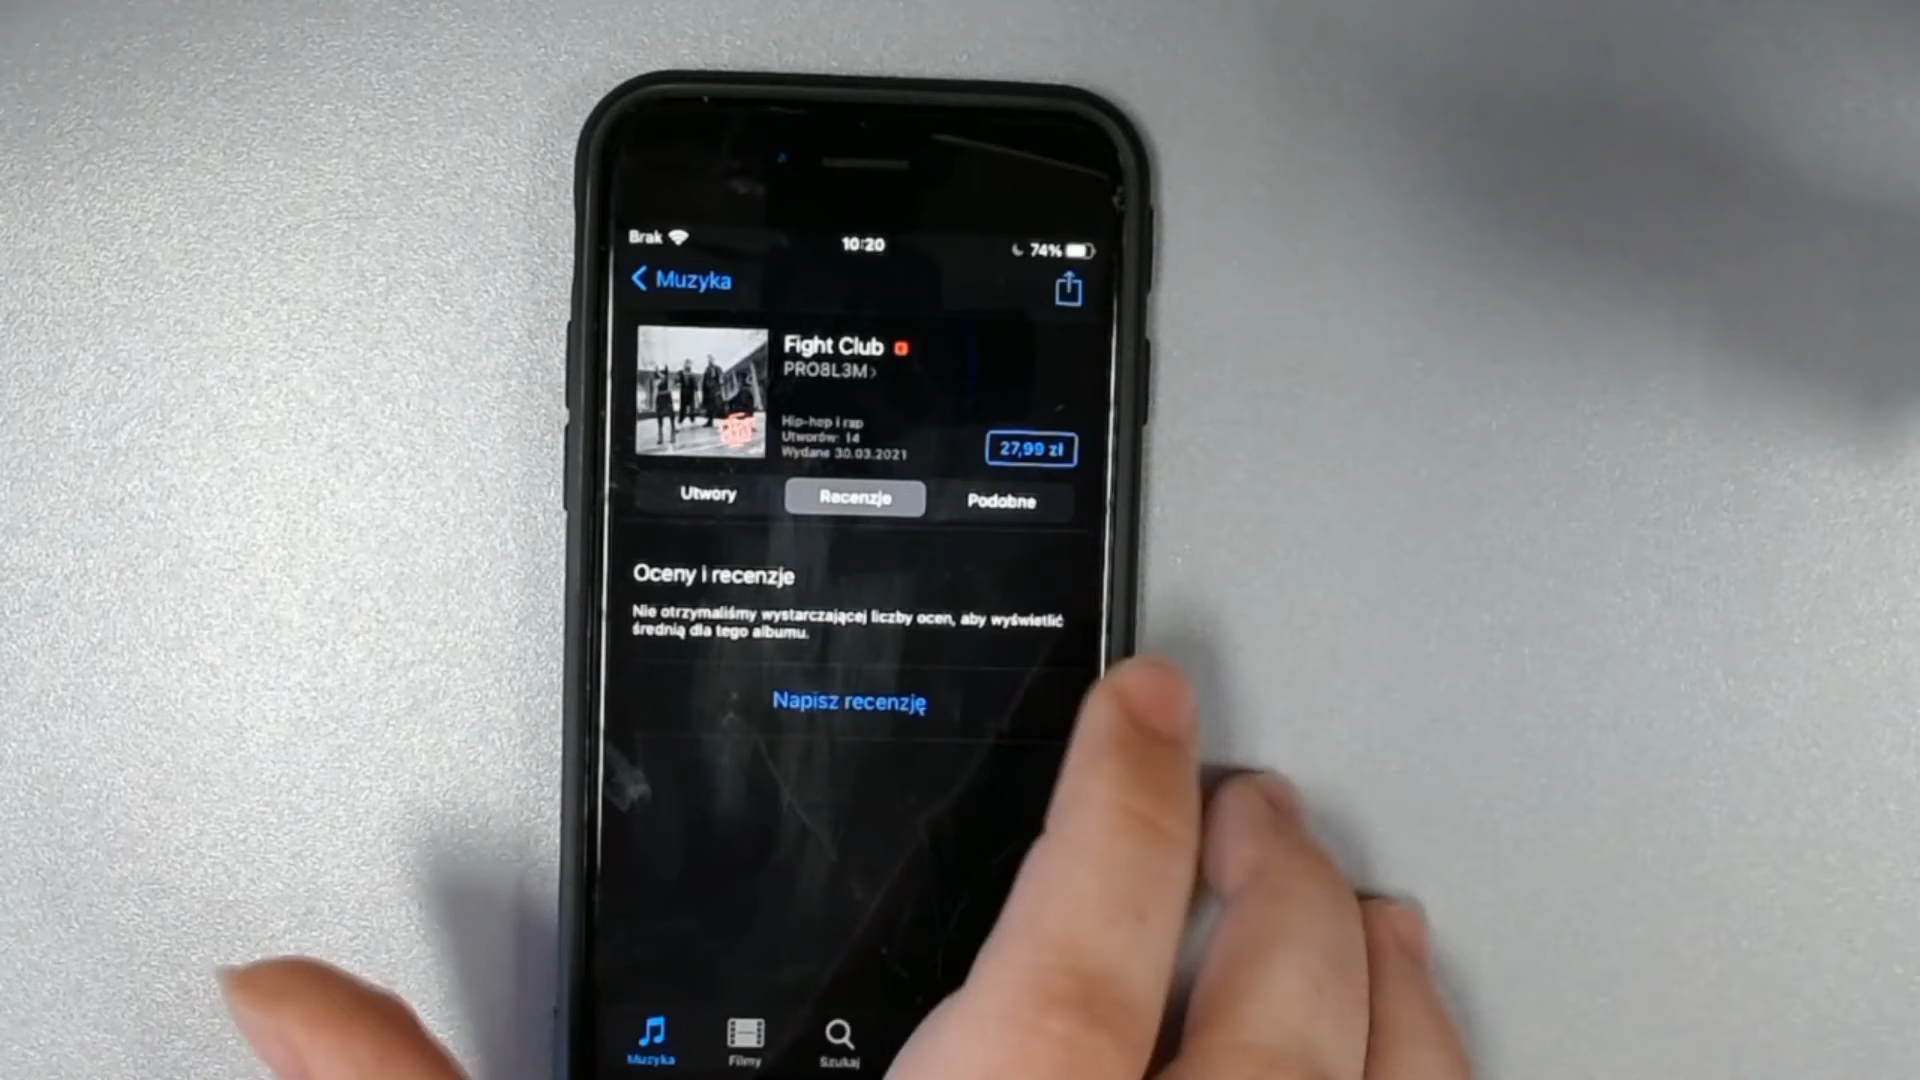 Brak
10:20
74%
Muzyka
Fight Club
PRO8L3M
Hip-hop i rap
Utworów: 14
Wydane 30.03.2021
27,99 zł
Utwory
Recenzje
Podobne
Oceny i recenzje
Nie otrzymaliśmy wystarczającej liczby ocen, aby wyświetlić
średnią dla tego albumu.
Napisz recenzję
Muzyka
Filmy
Szukaj